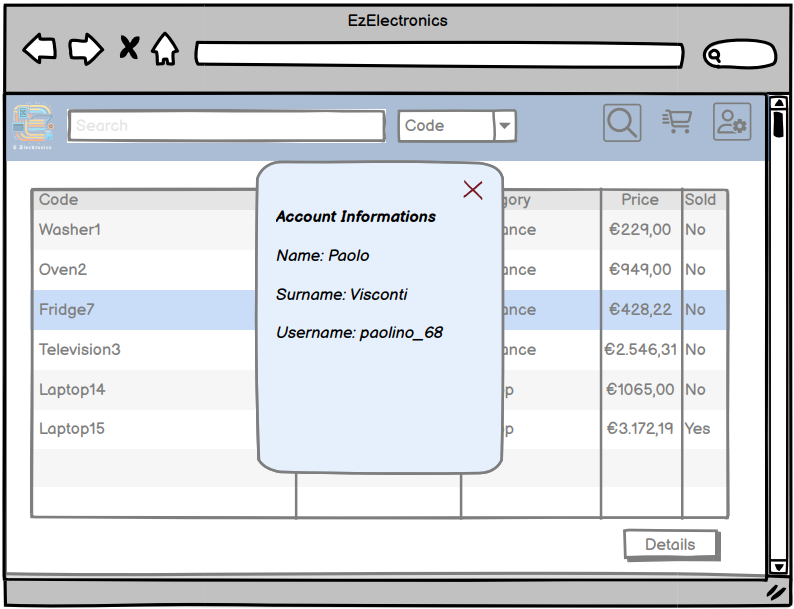 EzElectronics
E Electronics
Search
Code
Account Informations
Name: Paolo
Surname: Visconti
Username: paolino_68
Code gory Price Sold
Washer1 ance €229,00 No
Oven2 ance €949,00 No
Fridge7 ance €428,22 No
Television3 ance €2.546,31 No
Laptop14 p €1065,00 No
Laptop15 p €3.172,19 Yes
Details